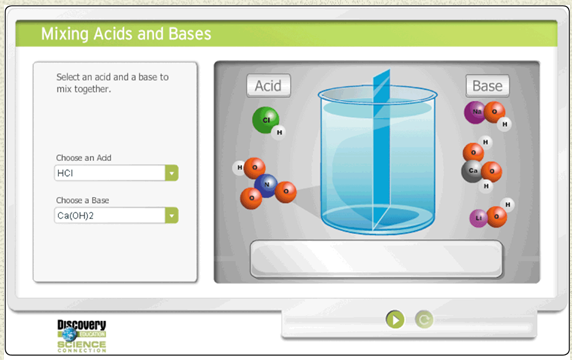 Mixing Acids and Bases
Select an acid and a base to
mix together.
Choose an Acid
HCl
Choose a Base
Ca(OH)2
Acid
Base
Cl
H
H
O
N
O
O
Na
O
H
H
O
Ca
O
H
H
O
Li
Discovery
EDUCATION
SCIENCE
CONNECTION